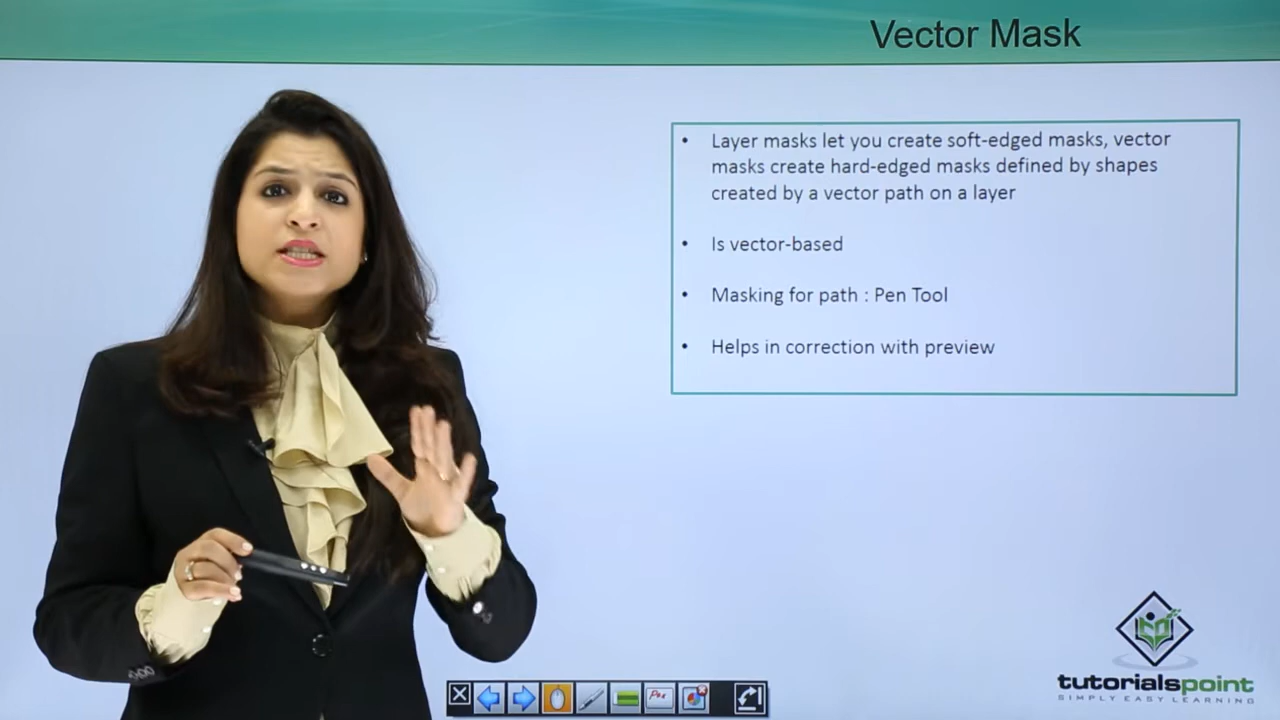 Vector Mask
• Layer masks let you create soft-edged masks, vector
masks create hard-edged masks defined by shapes
created by a vector path on a layer
• Is vector-based
• Masking for path : Pen Tool
• Helps in correction with preview
Pen
tutorialspoint
SIMPLY EASY LEARNING